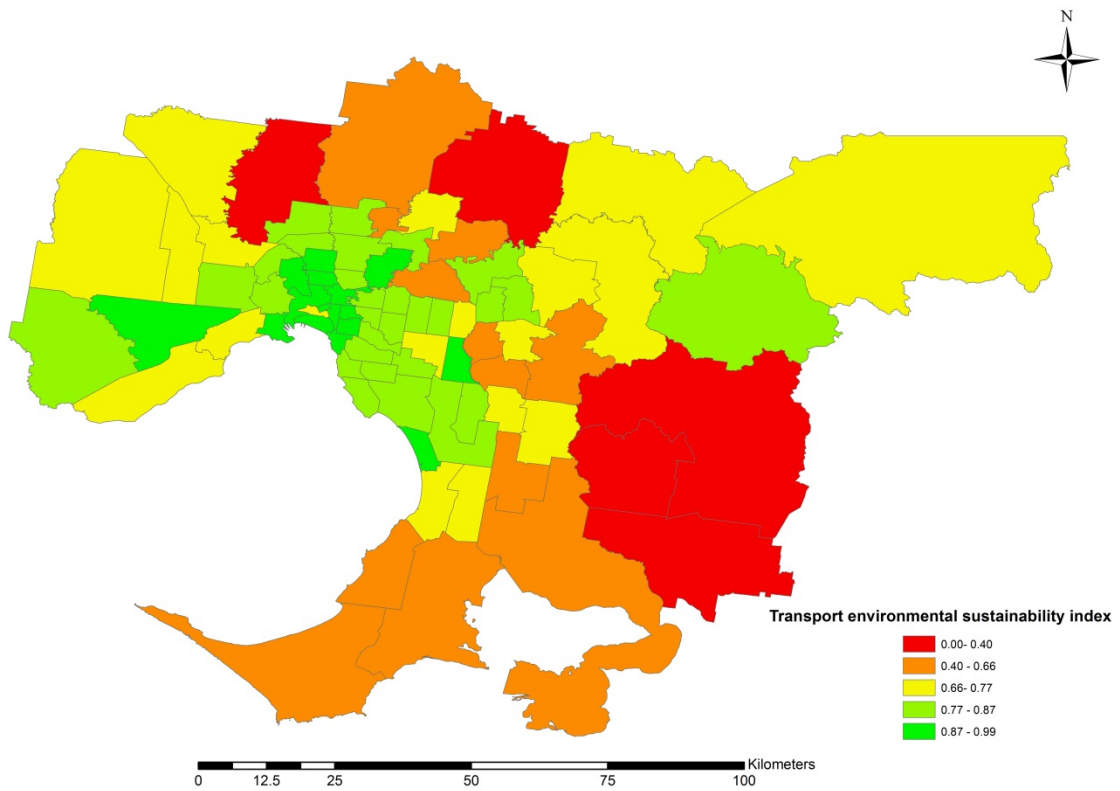 N
Transport environmental sustainability index
0.00- 0.40
0.40 - 0.66
0.66- 0.77
0.77 - 0.87
0.87 - 0.99
Kilometers
0 12.5 25 50 75 100